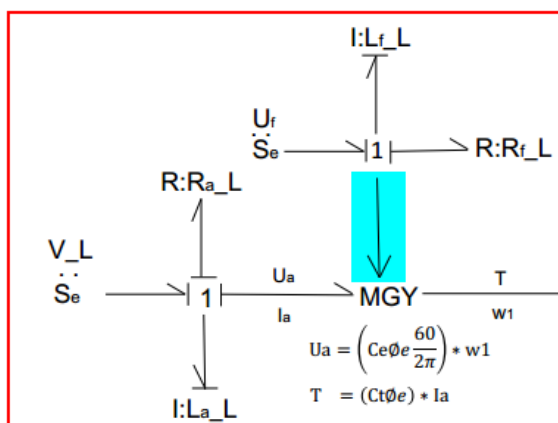 I:Lf_L
Uf
Se
1
R:Rf_L
R:Ra_L
V_L
Se
1
Ua
Ia
MGY
T
w1
I:La_L
Ua = (CeØe 60/2π) * w1
T = (CtØe) * Ia